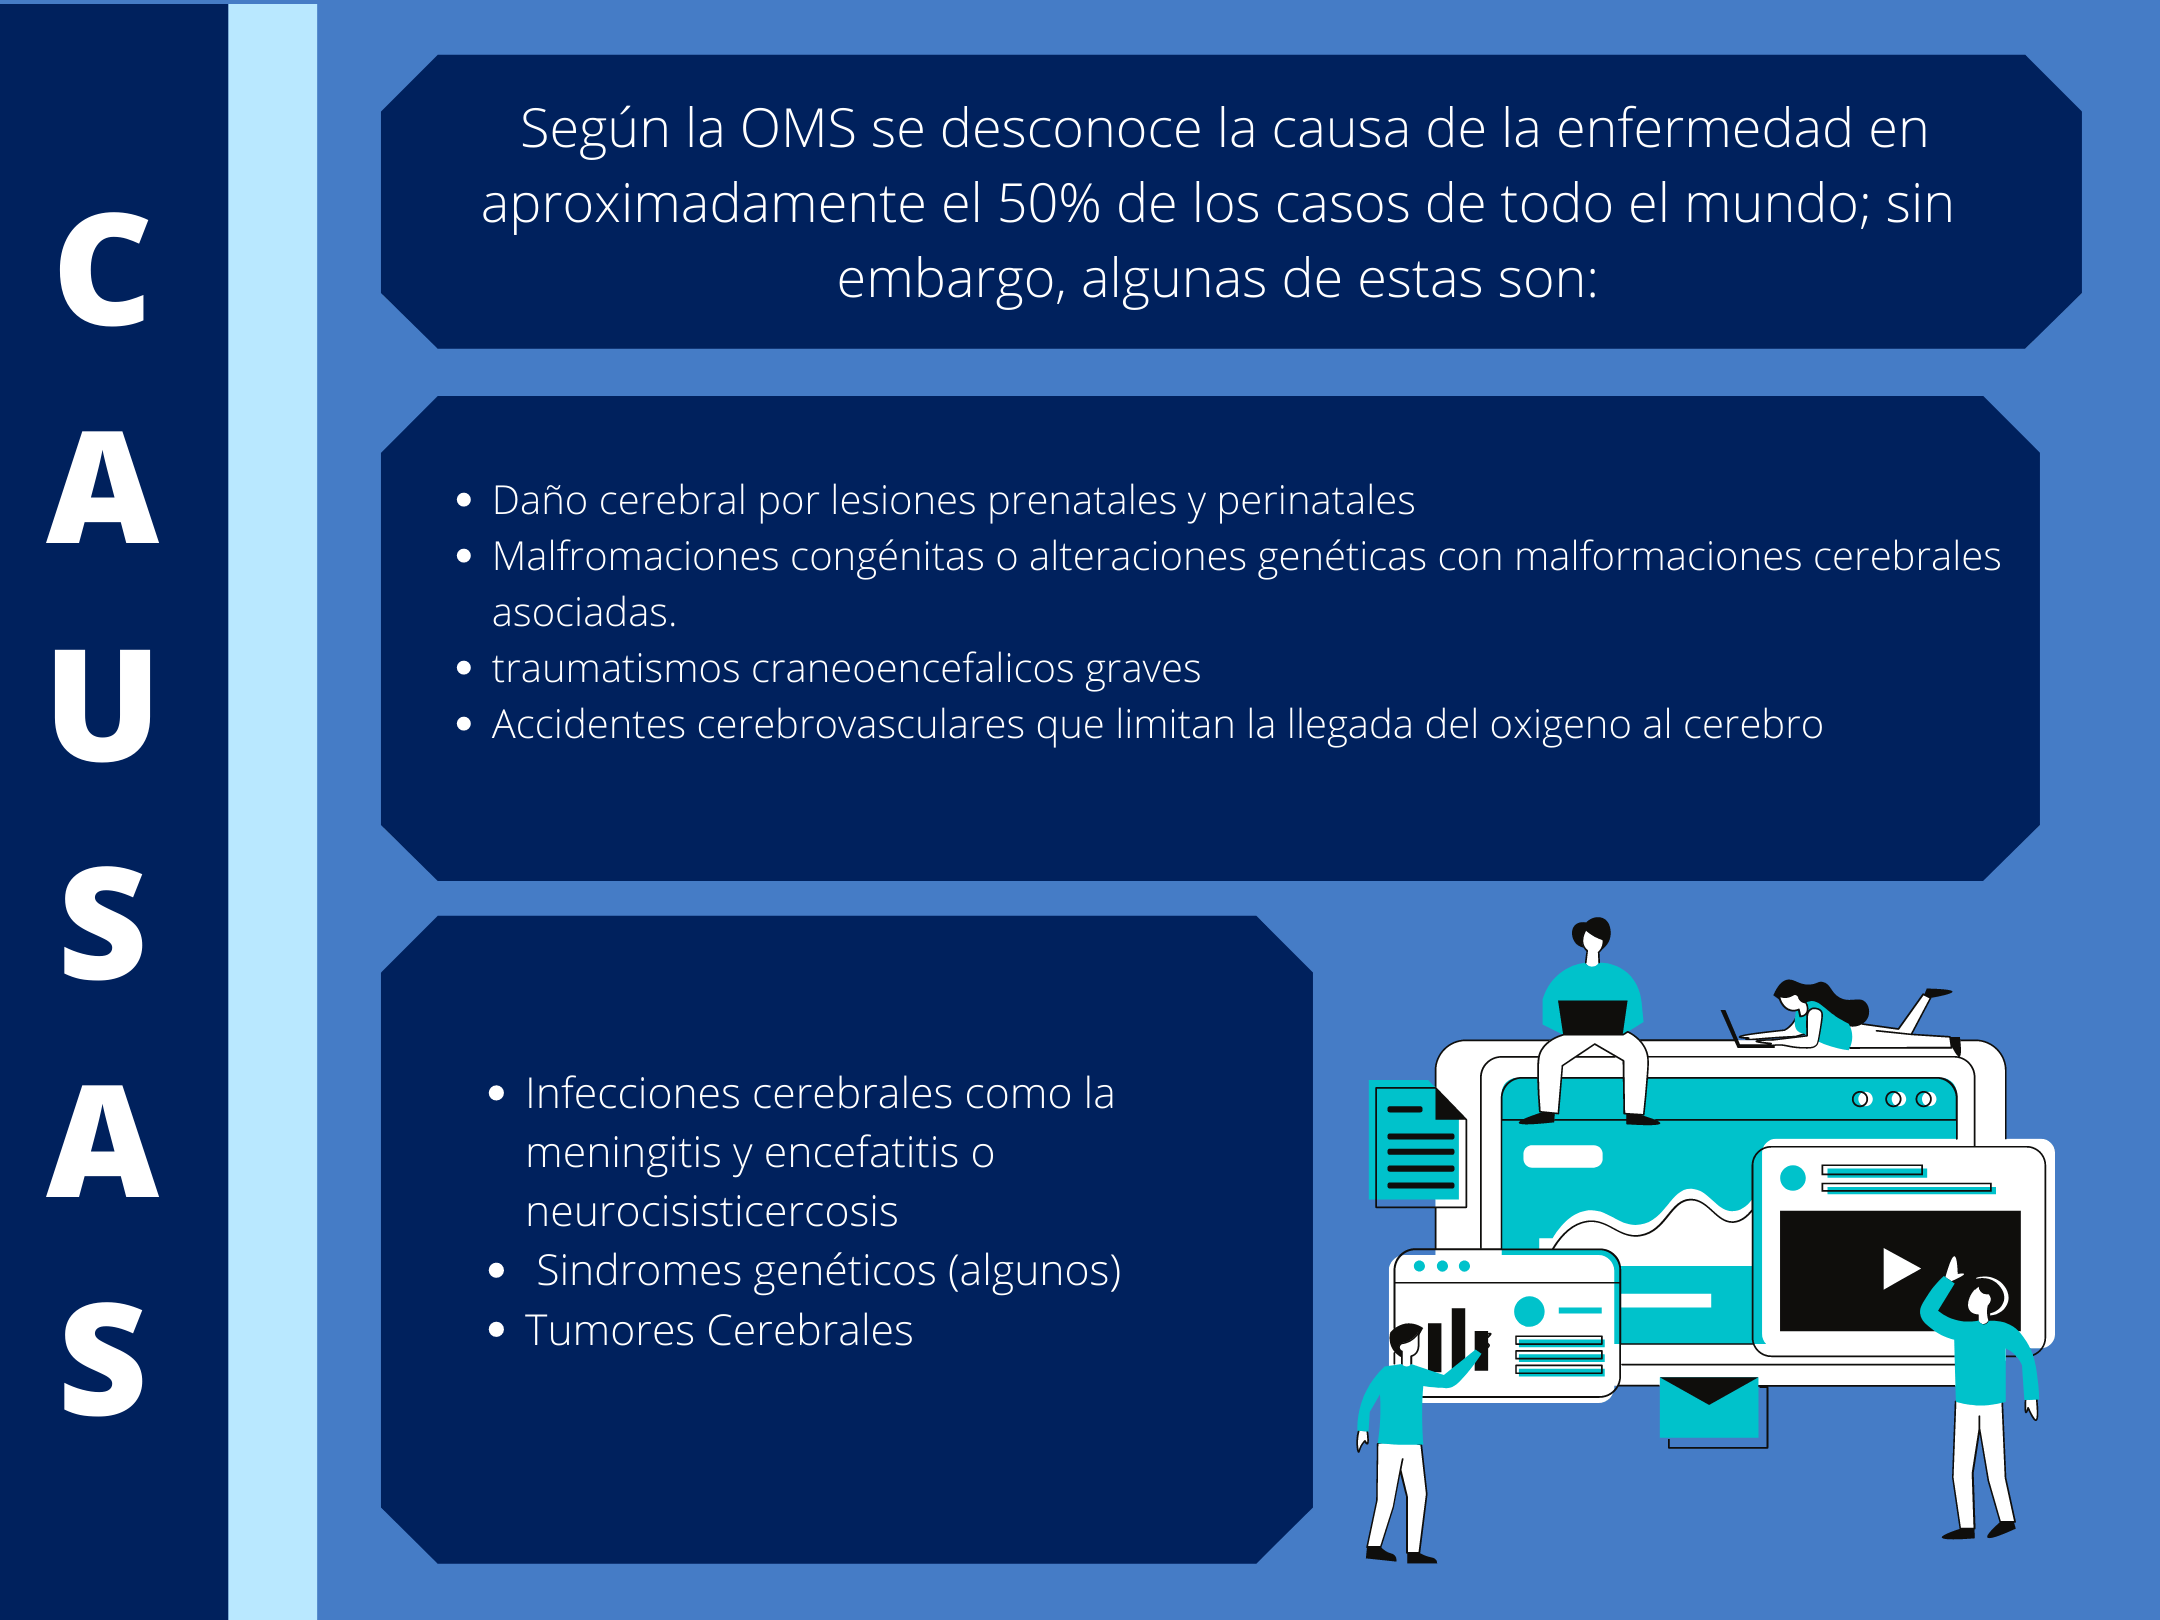 CAUSAS
Según la OMS se desconoce la causa de la enfermedad en
aproximadamente el 50% de los casos de todo el mundo; sin
embargo, algunas de estas son:
• Daño cerebral por lesiones prenatales y perinatales
• Malfromaciones congénitas o alteraciones genéticas con malformaciones cerebrales
asociadas.
• traumatismos craneoencefalicos graves
• Accidentes cerebrovasculares que limitan la llegada del oxigeno al cerebro
• Infecciones cerebrales como la
meningitis y encefatitis o
neurocisisticercosis
• Sindromes genéticos (algunos)
• Tumores Cerebrales